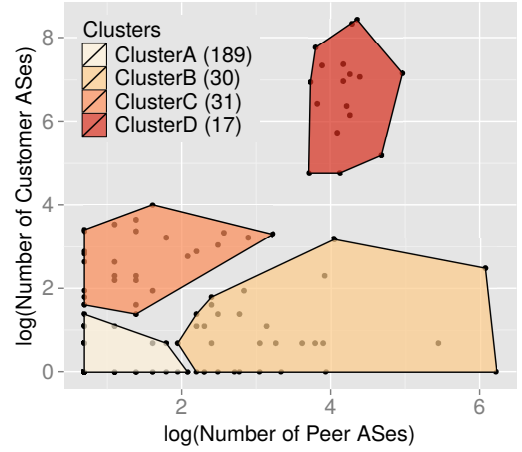 Clusters
ClusterA (189)
ClusterB (30)
ClusterC (31)
ClusterD (17)
log(Number of Customer ASes)
8
6
4
2
0
2 4 6
log(Number of Peer ASes)